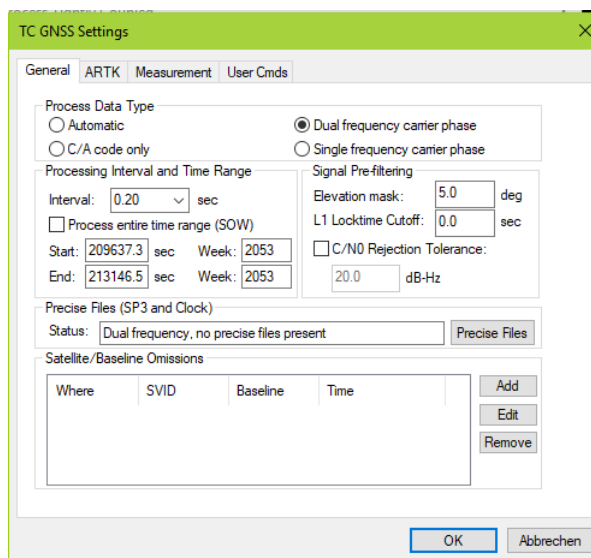 TC GNSS Settings
General ARTK Measurement User Cmds
Process Data Type
Automatic Dual frequency carrier phase
C/A code only Single frequency carrier phase
Processing Interval and Time Range Signal Pre-filtering
Interval: 0.20 sec Elevation mask: 5.0 deg
Process entire time range (SOW) L1 Locktime Cutoff: 0.0 sec
Start: 209637.3 sec Week: 2053 C/N0 Rejection Tolerance:
End: 213146.5 sec Week: 2053 20.0 dB-Hz
Precise Files (SP3 and Clock)
Status: Dual frequency, no precise files present Precise Files
Satellite/Baseline Omissions
Where SVID Baseline Time Add
Edit
Remove
OK Abbrechen